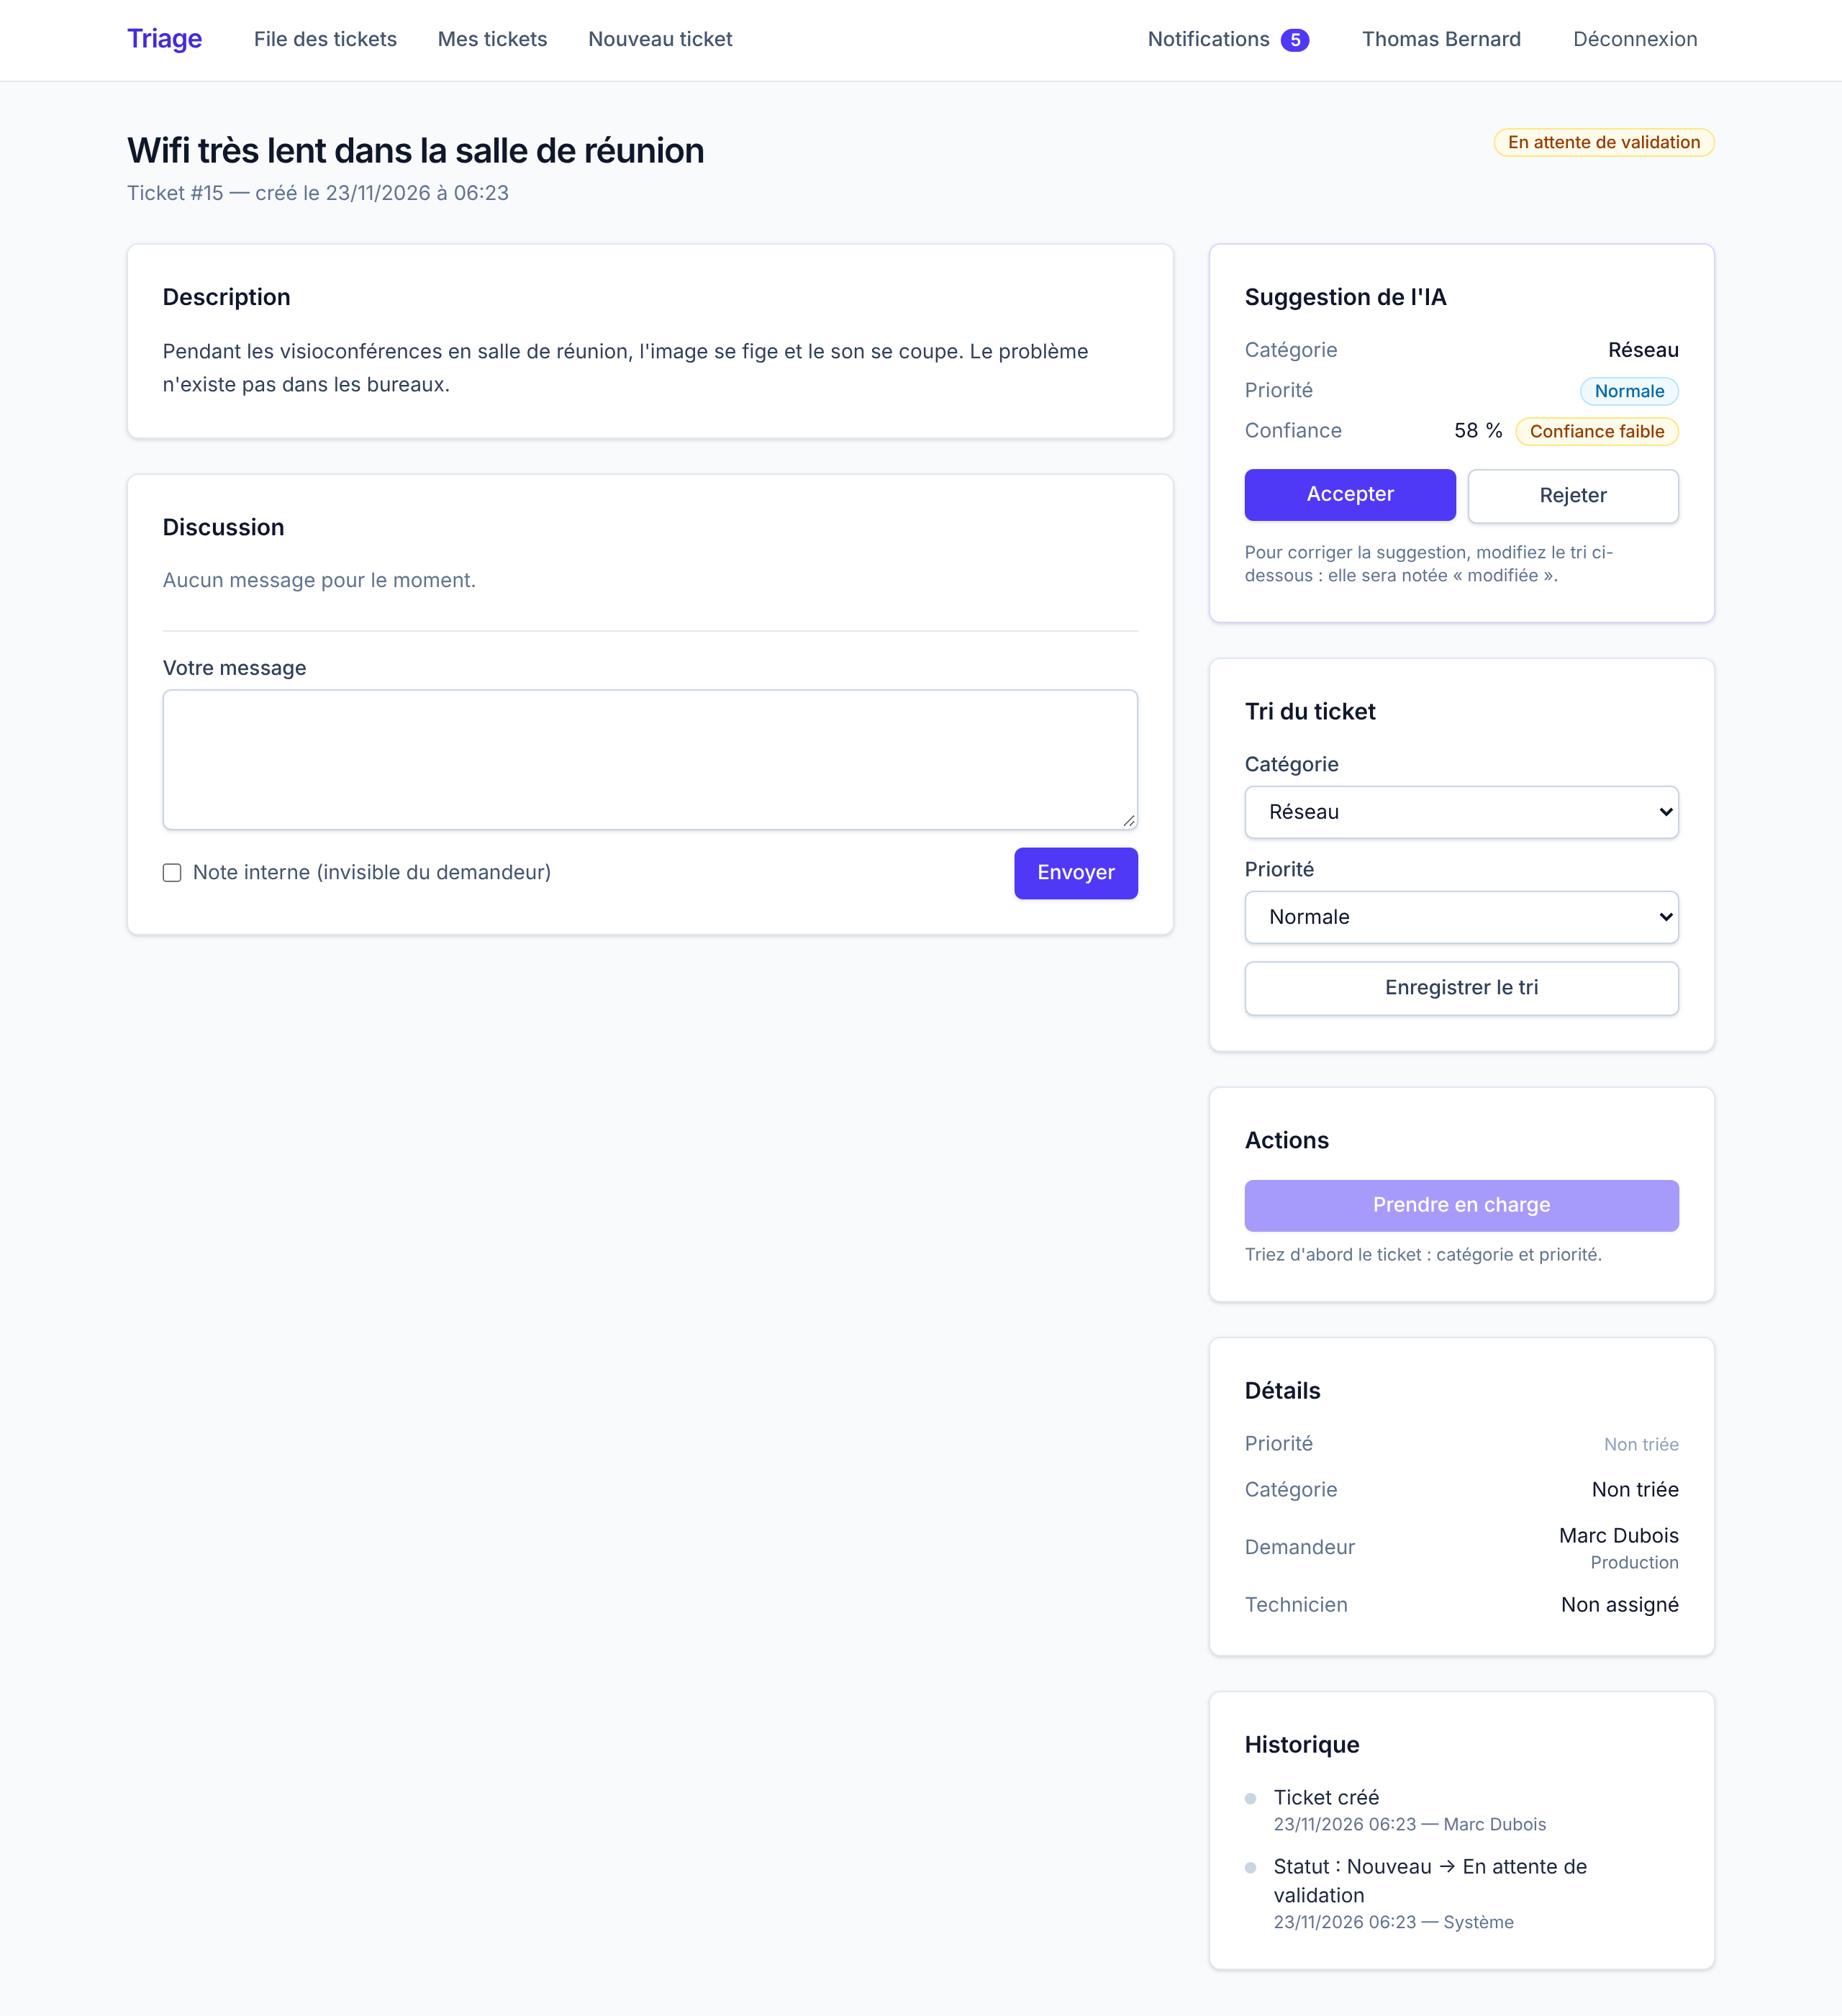 Triage
File des tickets
Mes tickets
Nouveau ticket
Notifications 5
Thomas Bernard
Déconnexion
Wifi très lent dans la salle de réunion
En attente de validation
Ticket #15 — créé le 23/11/2026 à 06:23
Description
Pendant les visioconférences en salle de réunion, l'image se fige et le son se coupe. Le problème
n'existe pas dans les bureaux.
Discussion
Aucun message pour le moment.
Votre message
Note interne (invisible du demandeur)
Envoyer
Suggestion de l'IA
Catégorie Réseau
Priorité Normale
Confiance 58 % Confiance faible
Accepter
Rejeter
Pour corriger la suggestion, modifiez le tri ci-
dessous : elle sera notée « modifiée ».
Tri du ticket
Catégorie
Réseau
Priorité
Normale
Enregistrer le tri
Actions
Prendre en charge
Triez d'abord le ticket : catégorie et priorité.
Détails
Priorité Non triée
Catégorie Non triée
Demandeur Marc Dubois
Production
Technicien Non assigné
Historique
Ticket créé
23/11/2026 06:23 — Marc Dubois
Statut : Nouveau → En attente de
validation
23/11/2026 06:23 — Système